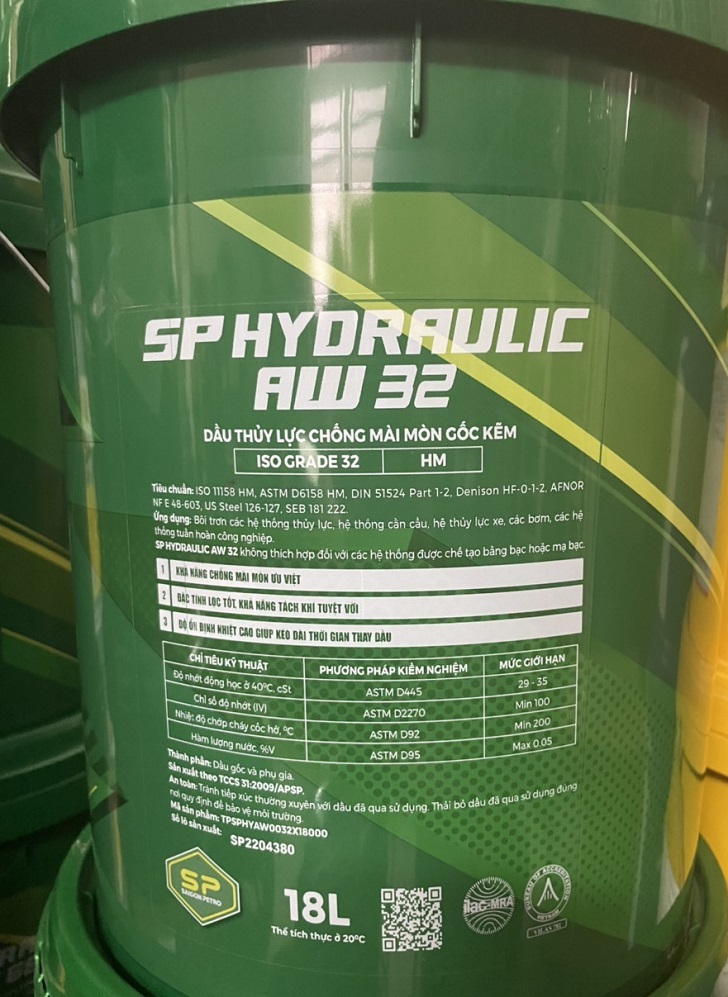 SP HYDRAULIC
AW 32
DẦU THỦY LỰC CHỐNG MÀI MÒN GỐC KẼM
ISO GRADE 32 HM
Tiêu chuẩn: ISO 11158 HM, ASTM D6158 HM, DIN 51524 Part 1-2, Denison HF-0-1-2, AFNOR
NF E 48-603, US Steel 126-127, SEB 181 222.
Ứng dụng: Bôi trơn các hệ thống thủy lực, hệ thống cần cẩu, hệ thủy lực xe, các bơm, các hệ
thống tuần hoàn công nghiệp.
SP HYDRAULIC AW 32 không thích hợp đối với các hệ thống được chế tạo bằng bạc hoặc mạ bạc.
1 KHẢ NĂNG CHỐNG MÀI MÒN ƯU VIỆT
2 ĐẶC TÍNH LỌC TỐT, KHẢ NĂNG TÁCH KHÍ TUYỆT VỜI
3 ĐỘ ỔN ĐỊNH NHIỆT CAO GIÚP KÉO DÀI THỜI GIAN THAY DẦU
CHỈ TIÊU KỸ THUẬT PHƯƠNG PHÁP KIỂM NGHIỆM MỨC GIỚI HẠN
Độ nhớt động học ở 40ºC, cSt ASTM D445 29 - 35
Chỉ số độ nhớt (IV) ASTM D2270 Min 100
Nhiệt độ chớp cháy cốc hở, ºC ASTM D92 Min 200
Hàm lượng nước, %V ASTM D95 Max 0.05
Thành phần: Dầu gốc và phụ gia.
Sản xuất theo TCCS 31:2009/APSP.
An toàn: Tránh tiếp xúc thường xuyên với dầu đã qua sử dụng. Thải bỏ dầu đã qua sử dụng đúng
nơi quy định để bảo vệ môi trường.
Mã sản phẩm: TPSPHYAW0032X18000
Số lô sản xuất:
SP2204380
SP
SAIGON PETRO
18L
Thể tích thực ở 20ºC
ilac-MRA
BUREAU OF ACCREDITATION